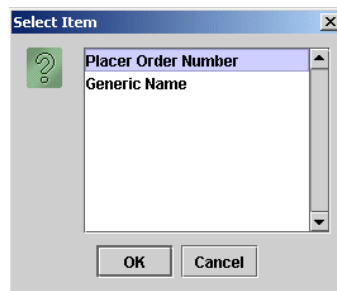 Select Item
Placer Order Number
Generic Name
OK Cancel